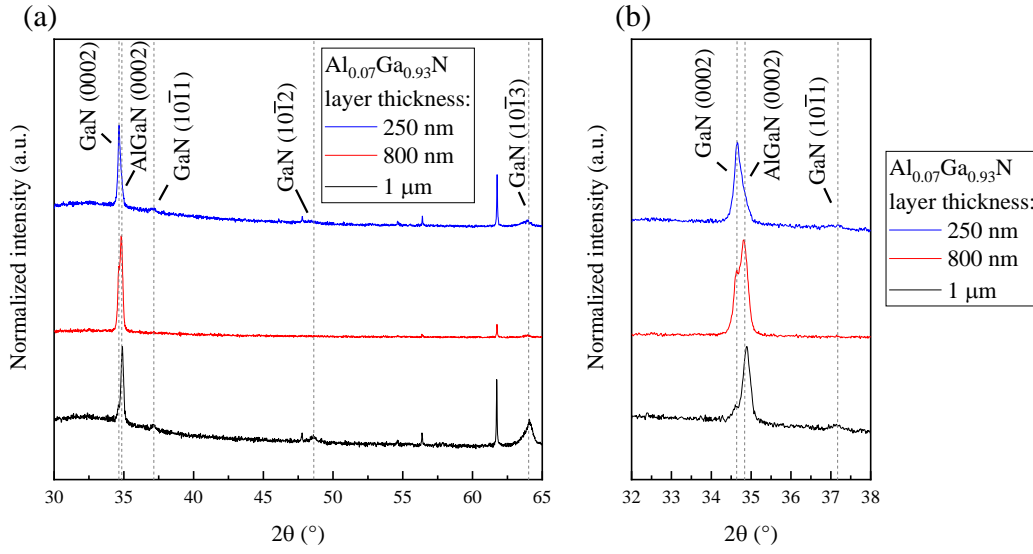 (a)
GaN (0002)
AlGaN (0002)
GaN (101̅1)
GaN (101̅2)
GaN (101̅3)
Al0.07Ga0.93N
layer thickness:
250 nm
800 nm
1 μm
Normalized intensity (a.u.)
30 35 40 45 50 55 60 65
2θ (°)
(b)
GaN (0002)
AlGaN (0002)
GaN (101̅1)
Normalized intensity (a.u.)
32 33 34 35 36 37 38
2θ (°)
Al0.07Ga0.93N
layer thickness:
250 nm
800 nm
1 μm